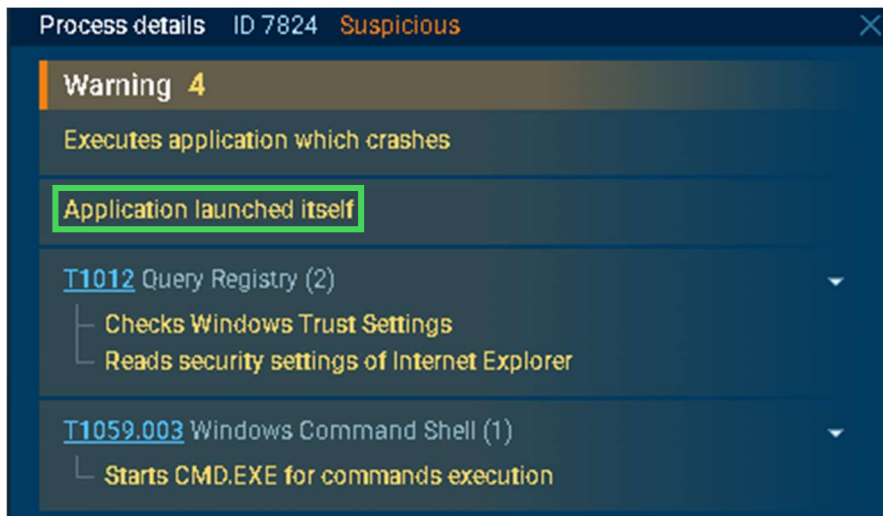 Process details ID 7824 Suspicious
Warning 4
Executes application which crashes
Application launched itself
T1012 Query Registry (2)
Checks Windows Trust Settings
Reads security settings of Internet Explorer
T1059.003 Windows Command Shell (1)
Starts CMD.EXE for commands execution